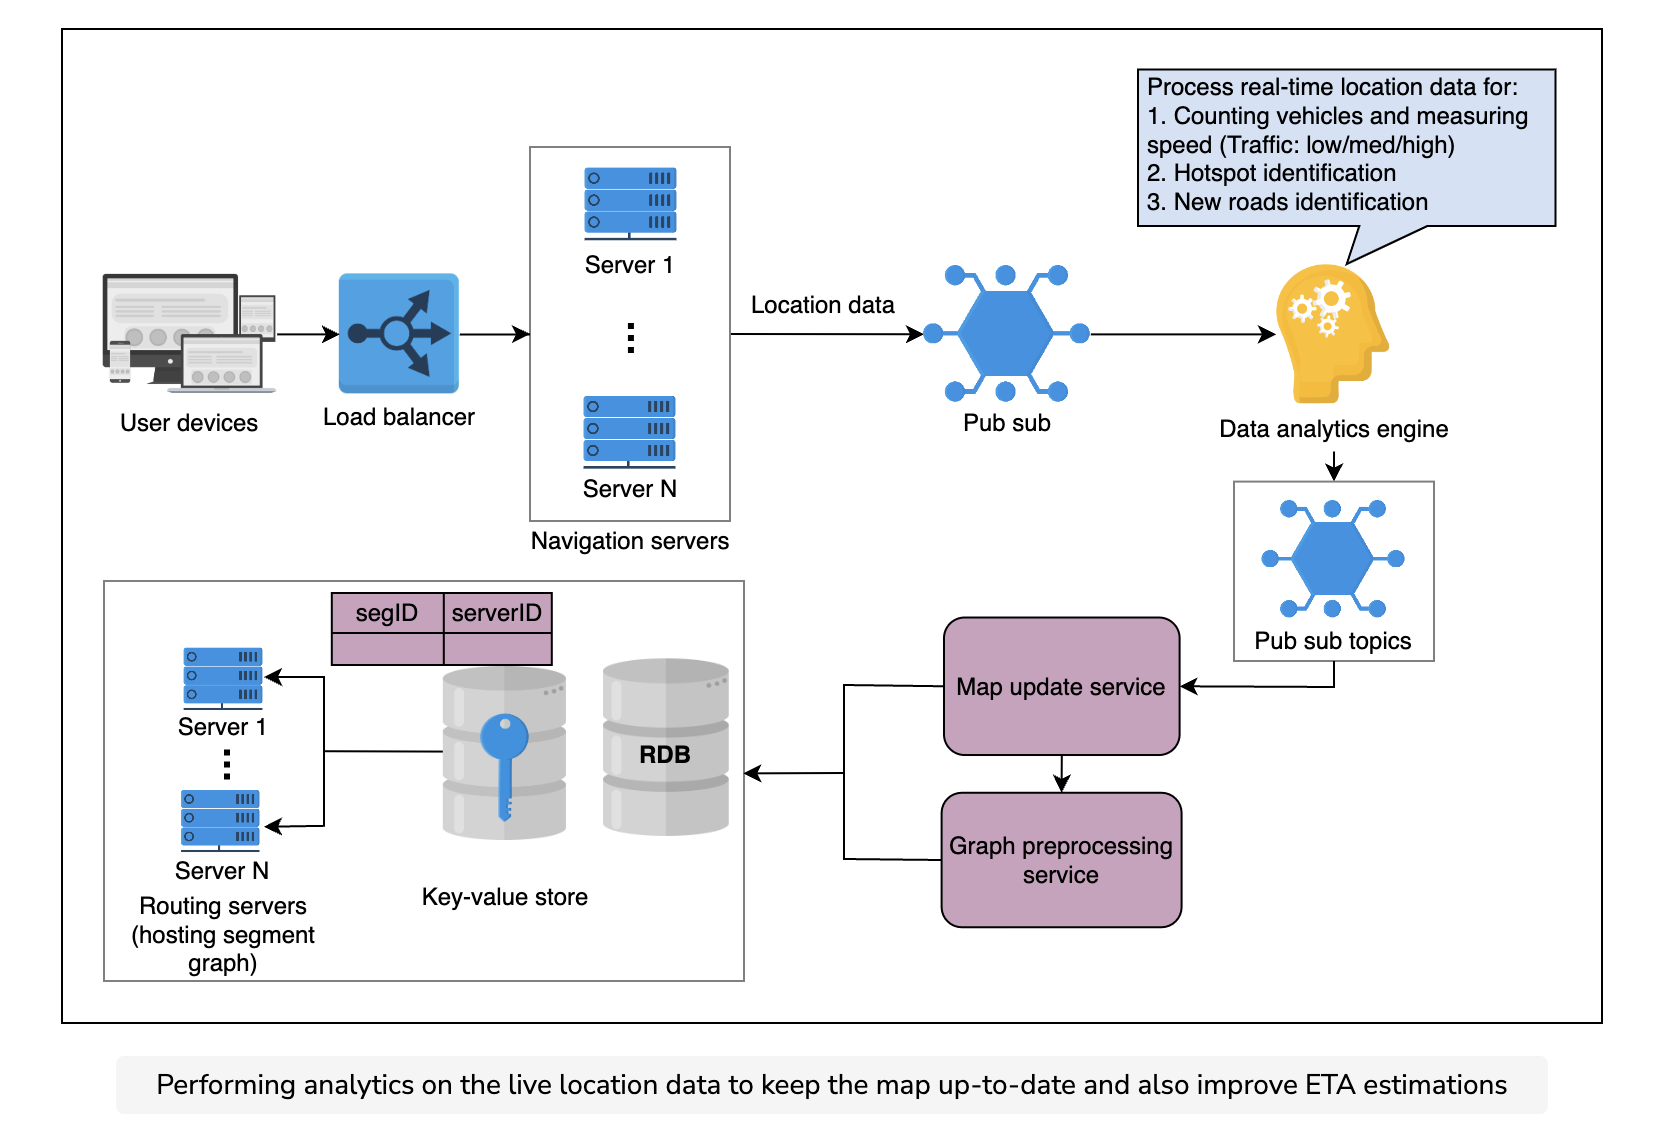 Process real-time location data for:
1. Counting vehicles and measuring
speed (Traffic: low/med/high)
2. Hotspot identification
3. New roads identification
Server 1
Location data
User devices
Load balancer
Server N
Navigation servers
Pub sub
Data analytics engine
Pub sub topics
segID serverID
Server 1
Server N
Routing servers
(hosting segment
graph)
Key-value store
RDB
Map update service
Graph preprocessing
service
Performing analytics on the live location data to keep the map up-to-date and also improve ETA estimations